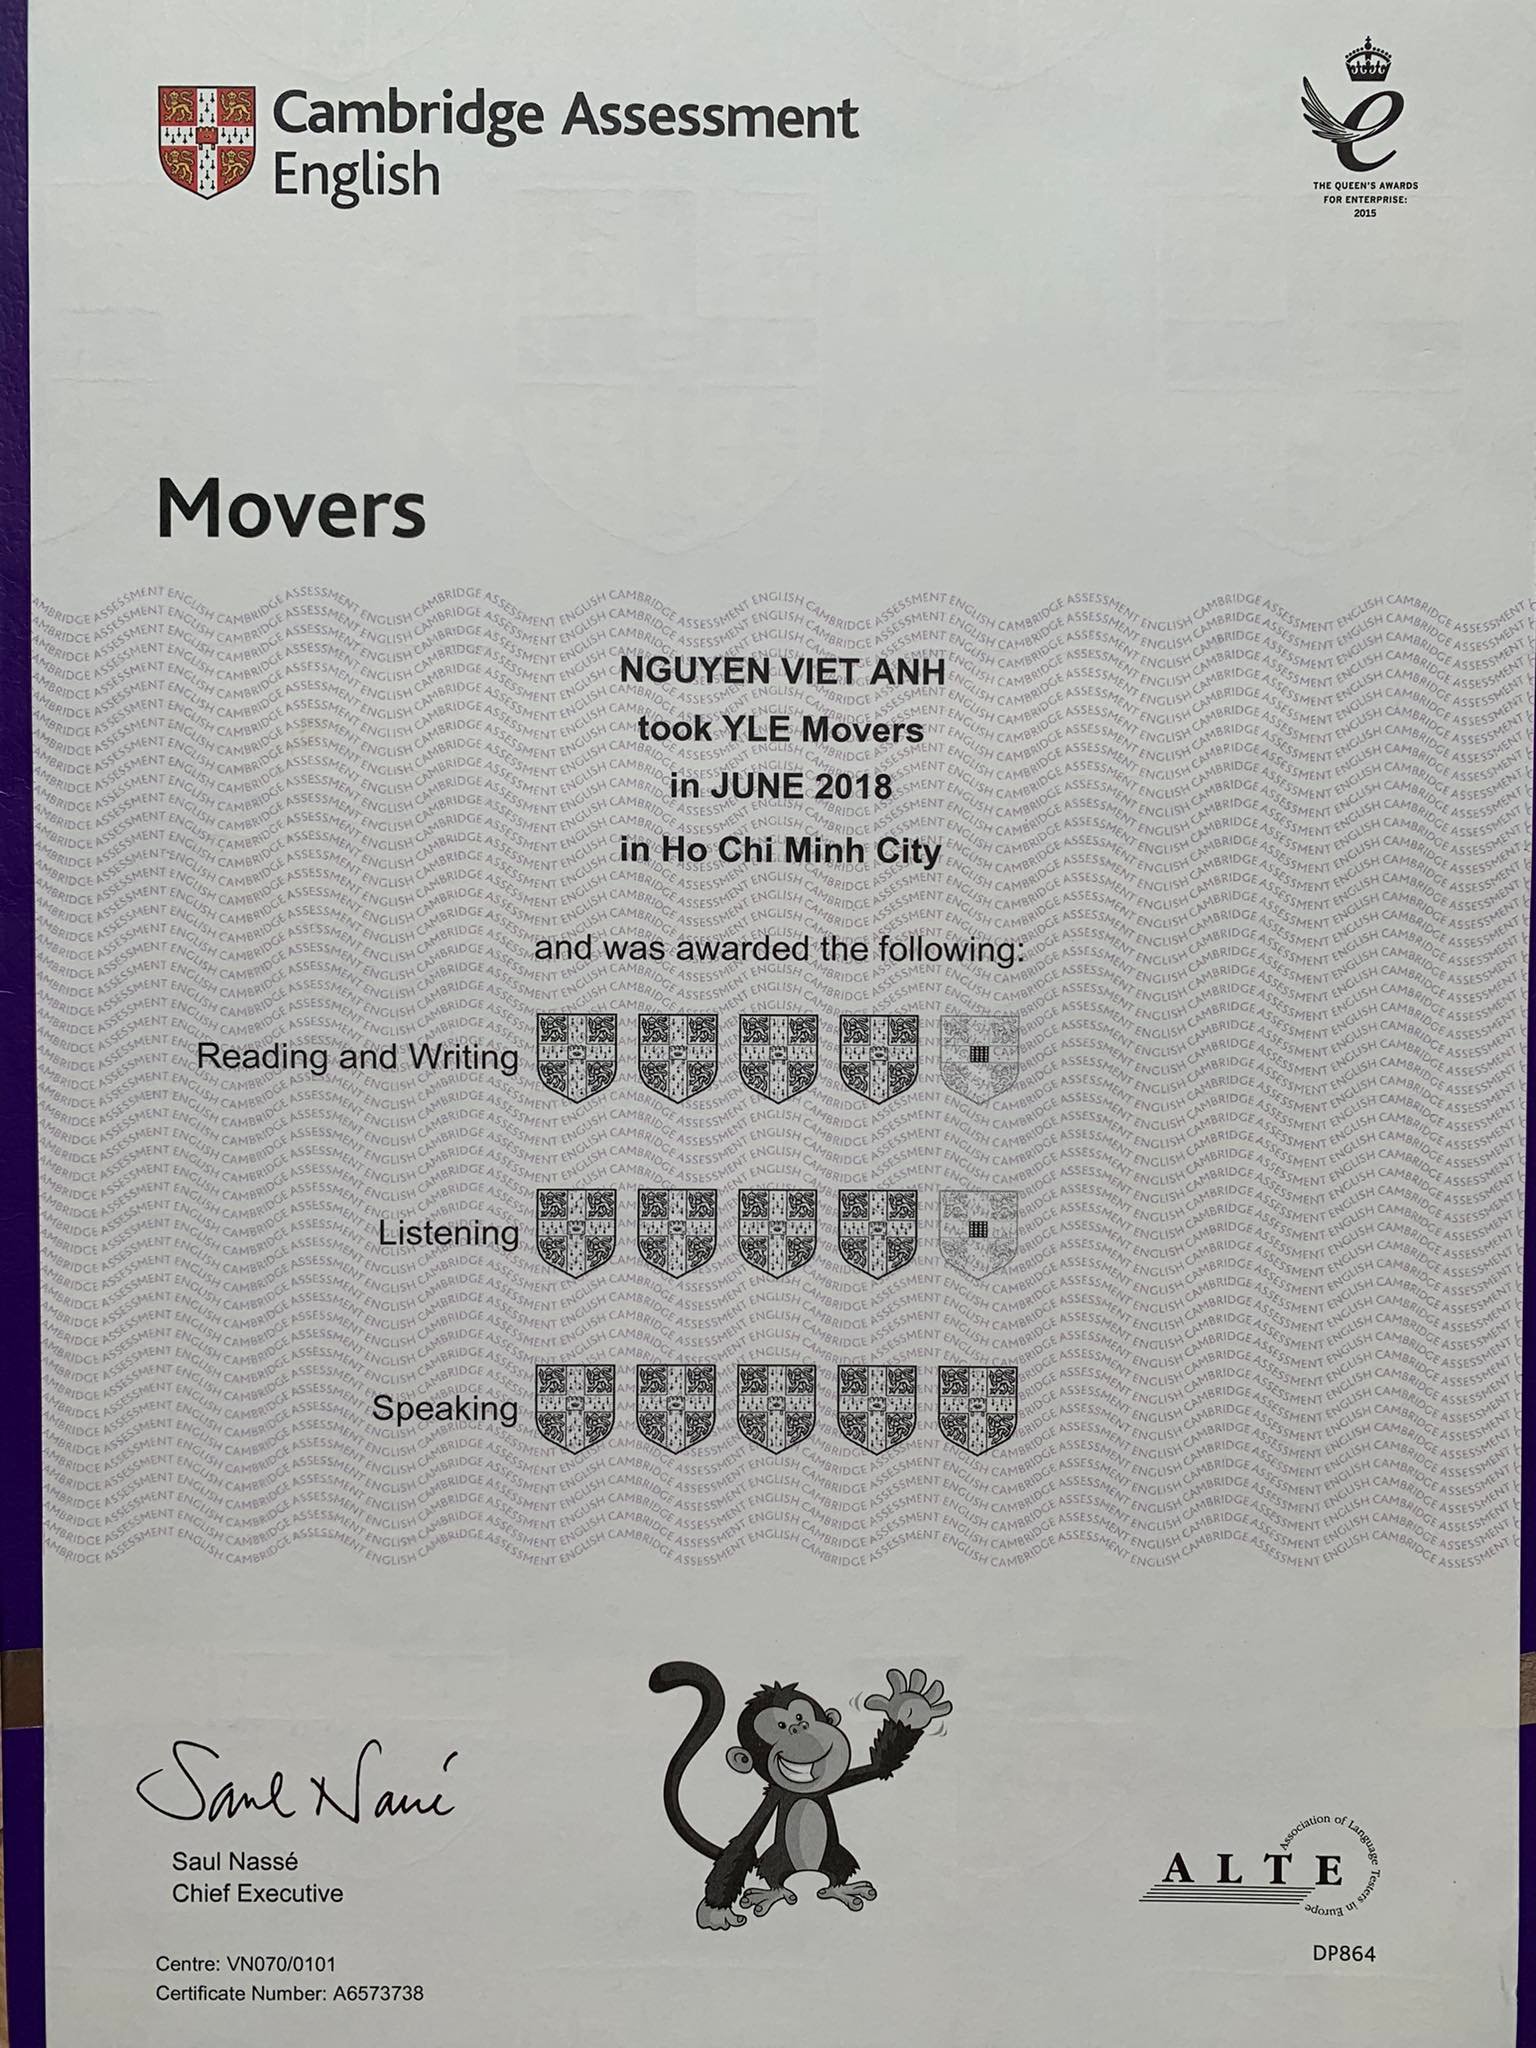 Cambridge Assessment
English
THE QUEEN'S AWARDS
FOR ENTERPRISE:
2015
Movers
NGUYEN VIET ANH
took YLE Movers
in JUNE 2018
in Ho Chi Minh City
and was awarded the following:
Reading and Writing
Listening
Speaking
Saul Nassé
Saul Nassé
Chief Executive
ALTE
Association of Language Testers in Europe
DP864
Centre: VN070/0101
Certificate Number: A6573738